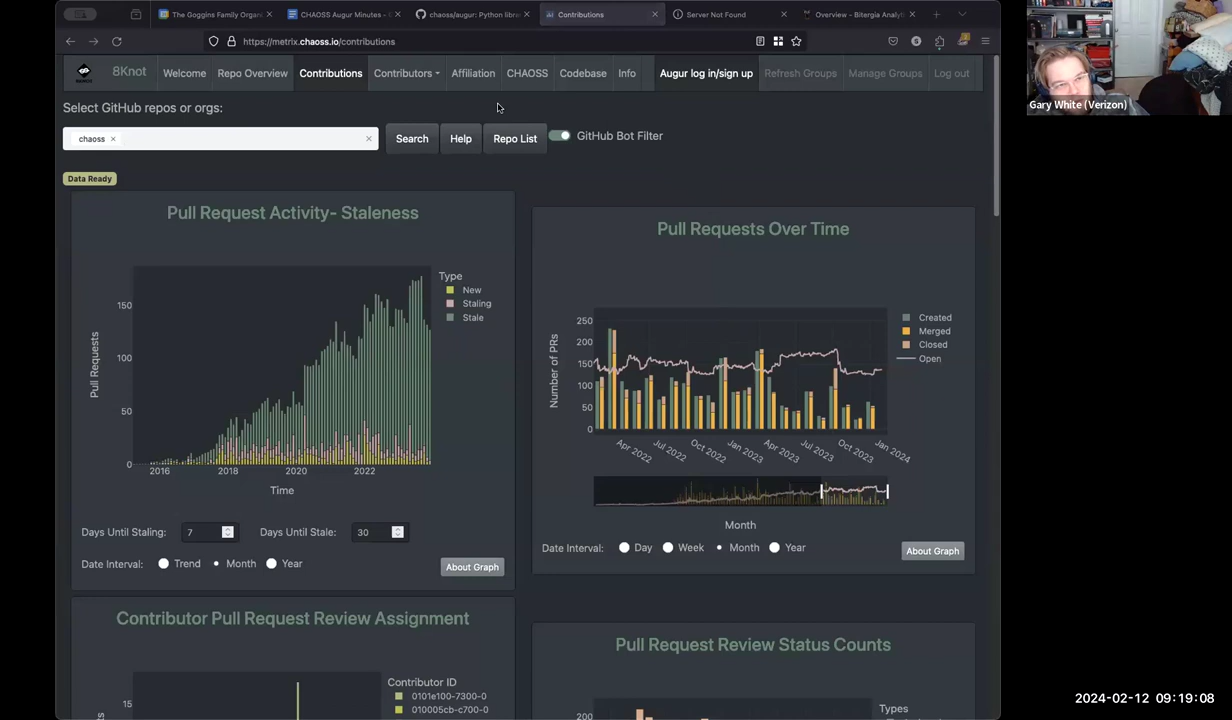 The Goggins Family Organi
CHAOSS Augur Minutes -
chaoss/augur: Python libra
Contributions
Server Not Found
Overview - Bitergia Analyti
https://metrix.chaoss.io/contributions
8Knot
Welcome
Repo Overview
Contributions
Contributors
Affiliation
CHAOSS
Codebase
Info
Augur log in/sign up
Refresh Groups
Manage Groups
Log out
Select GitHub repos or orgs:
chaoss ×
Search
Help
Repo List
GitHub Bot Filter
Data Ready
Pull Request Activity- Staleness
Type
New
Staling
Stale
150
100
50
0
Pull Requests
2016
2018
2020
2022
Time
Days Until Staling:
7
Days Until Stale:
30
Date Interval:
Trend
Month
Year
About Graph
Pull Requests Over Time
Created
Merged
Closed
Open
250
200
150
100
50
0
Number of PRs
Apr 2022
Jul 2022
Oct 2022
Jan 2023
Apr 2023
Jul 2023
Oct 2023
Jan 2024
Month
Date Interval:
Day
Week
Month
Year
About Graph
Contributor Pull Request Review Assignment
Contributor ID
0101e100-7300-0
010005cb-c700-0
15
Pull Request Review Status Counts
Types
200
Gary White (Verizon)
2024-02-12 09:19:08